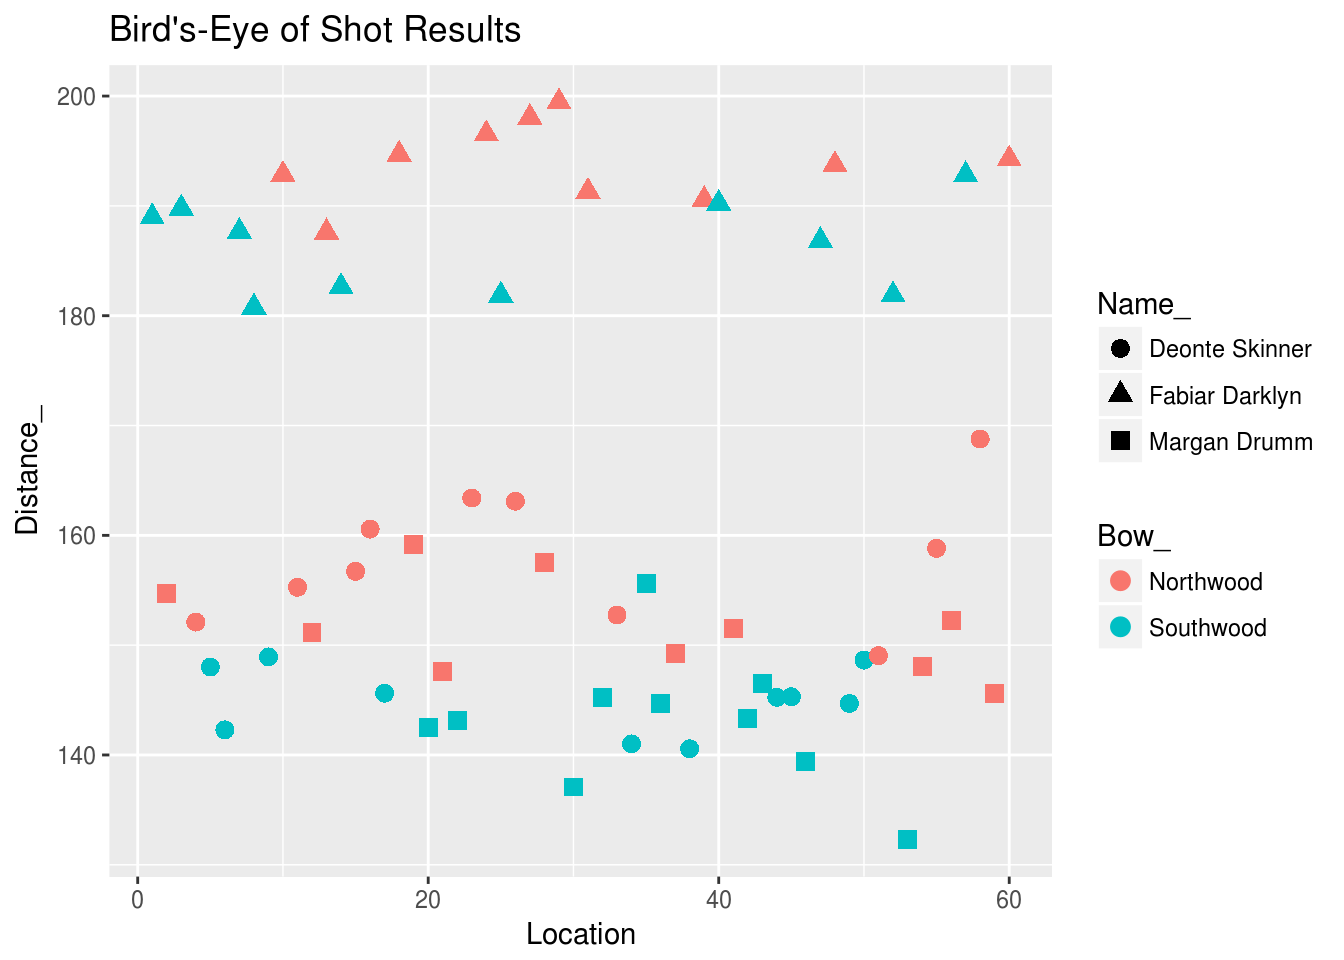 Bird's-Eye of Shot Results
200
180
160
140
Distance_
0
20
40
60
Location
Name_
Deonte Skinner
Fabiar Darklyn
Margan Drumm
Bow_
Northwood
Southwood